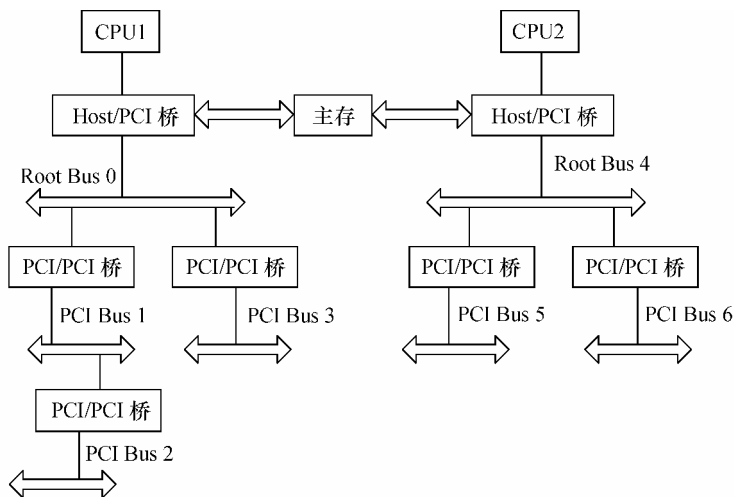 CPU1
CPU2
Host/PCI 桥
主存
Host/PCI 桥
Root Bus 0
Root Bus 4
PCI/PCI 桥
PCI/PCI 桥
PCI/PCI 桥
PCI/PCI 桥
PCI Bus 1
PCI Bus 3
PCI Bus 5
PCI Bus 6
PCI/PCI 桥
PCI Bus 2